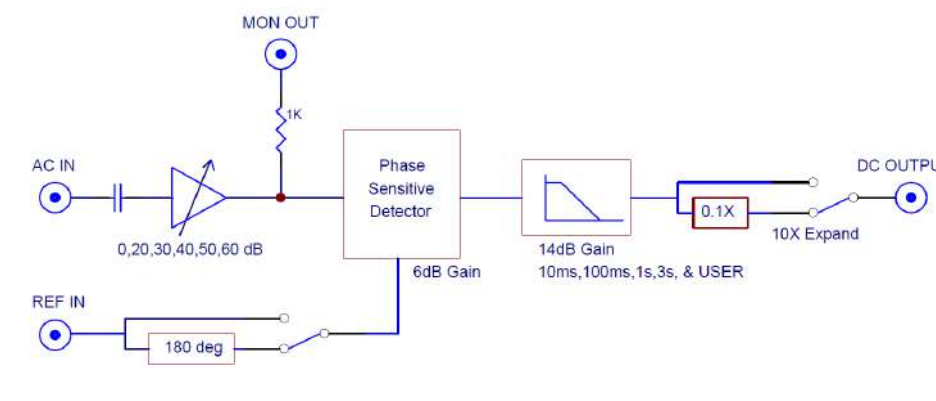 MON OUT
1K
AC IN
Phase
Sensitive
Detector
DC OUTPU
0.1X
10X Expand
0,20,30,40,50,60 dB
14dB Gain
6dB Gain
10ms,100ms,1s,3s, & USER
REF IN
180 deg